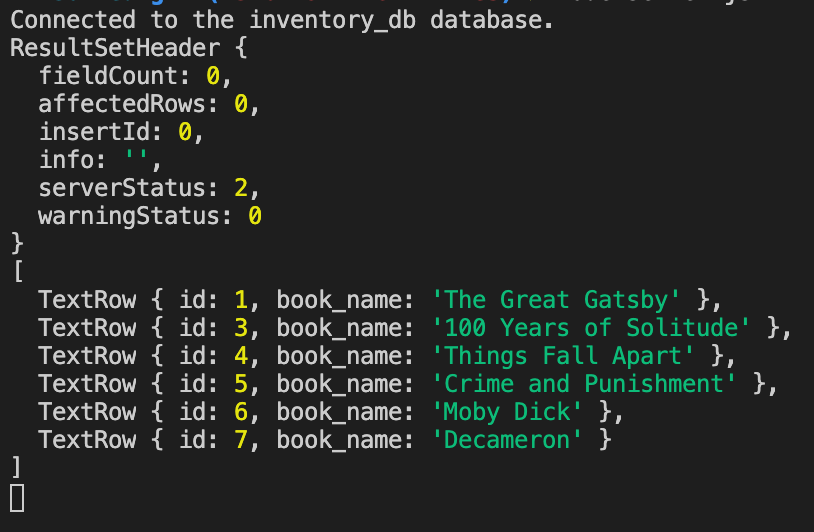 Connected to the inventory_db database.
ResultSetHeader {
  fieldCount: 0,
  affectedRows: 0,
  insertId: 0,
  info: '',
  serverStatus: 2,
  warningStatus: 0
}
[
  TextRow { id: 1, book_name: 'The Great Gatsby' },
  TextRow { id: 3, book_name: '100 Years of Solitude' },
  TextRow { id: 4, book_name: 'Things Fall Apart' },
  TextRow { id: 5, book_name: 'Crime and Punishment' },
  TextRow { id: 6, book_name: 'Moby Dick' },
  TextRow { id: 7, book_name: 'Decameron' }
]